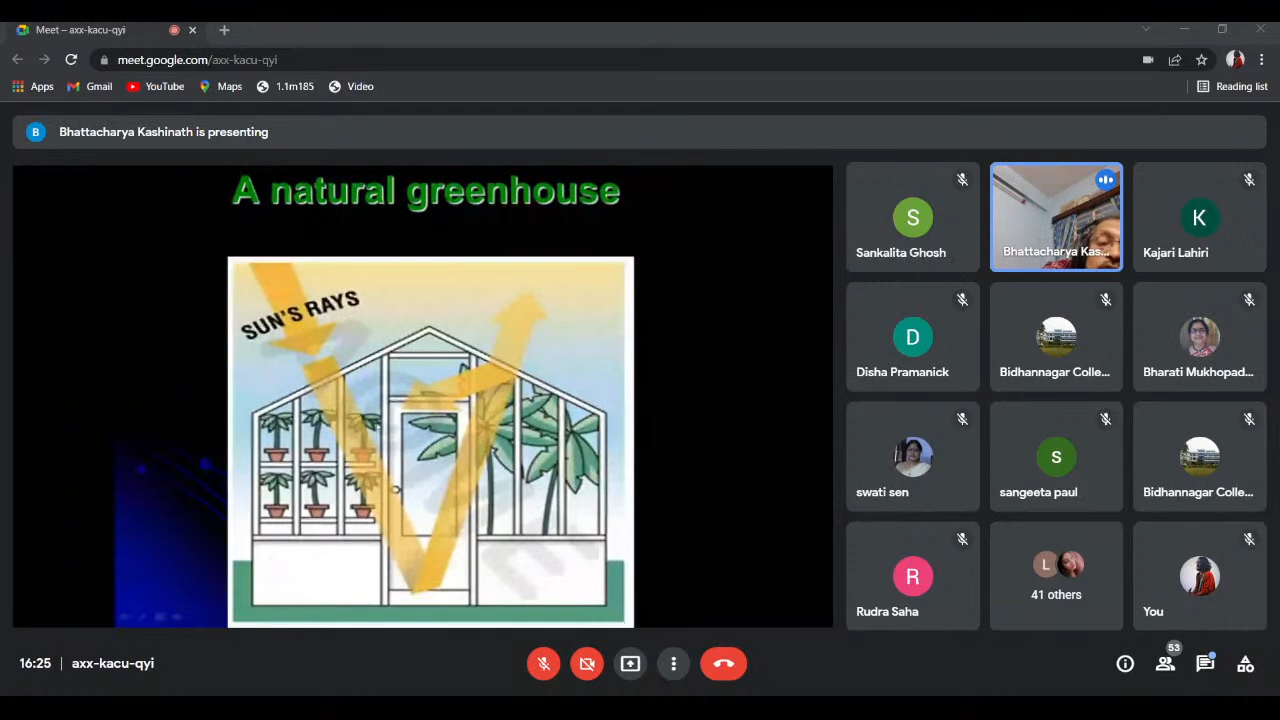 Meet – axx-kacu-qyi
meet.google.com/axx-kacu-qyi
Apps
Gmail
YouTube
Maps
1.1m185
Video
Reading list
B
Bhattacharya Kashinath is presenting
A natural greenhouse
SUN'S RAYS
S
Sankalita Ghosh
Bhattacharya Kas...
K
Kajari Lahiri
D
Disha Pramanick
Bidhannagar Colle...
Bharati Mukhopad...
swati sen
s
sangeeta paul
Bidhannagar Colle...
R
Rudra Saha
L
41 others
You
16:25
axx-kacu-qyi
53